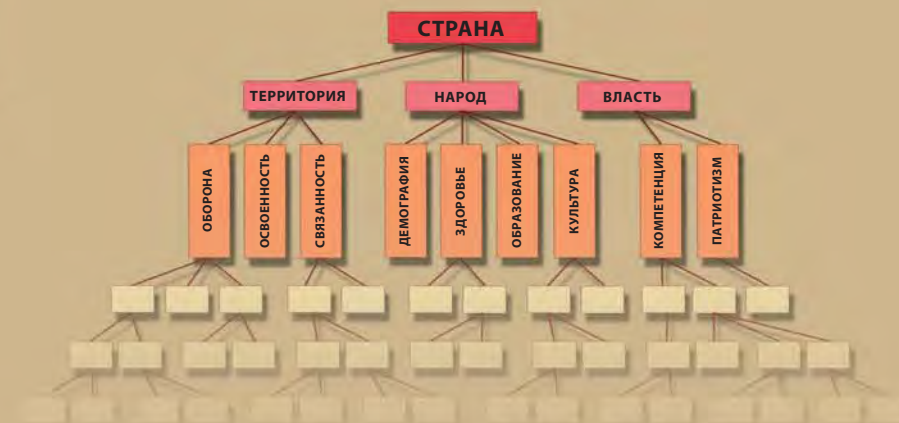 СТРАНА
ТЕРРИТОРИЯ
НАРОД
ВЛАСТЬ
ОБОРОНА
ОСВОЕННОСТЬ
СВЯЗАННОСТЬ
ДЕМОГРАФИЯ
ЗДОРОВЬЕ
ОБРАЗОВАНИЕ
КУЛЬТУРА
КОМПЕТЕНЦИЯ
ПАТРИОТИЗМ